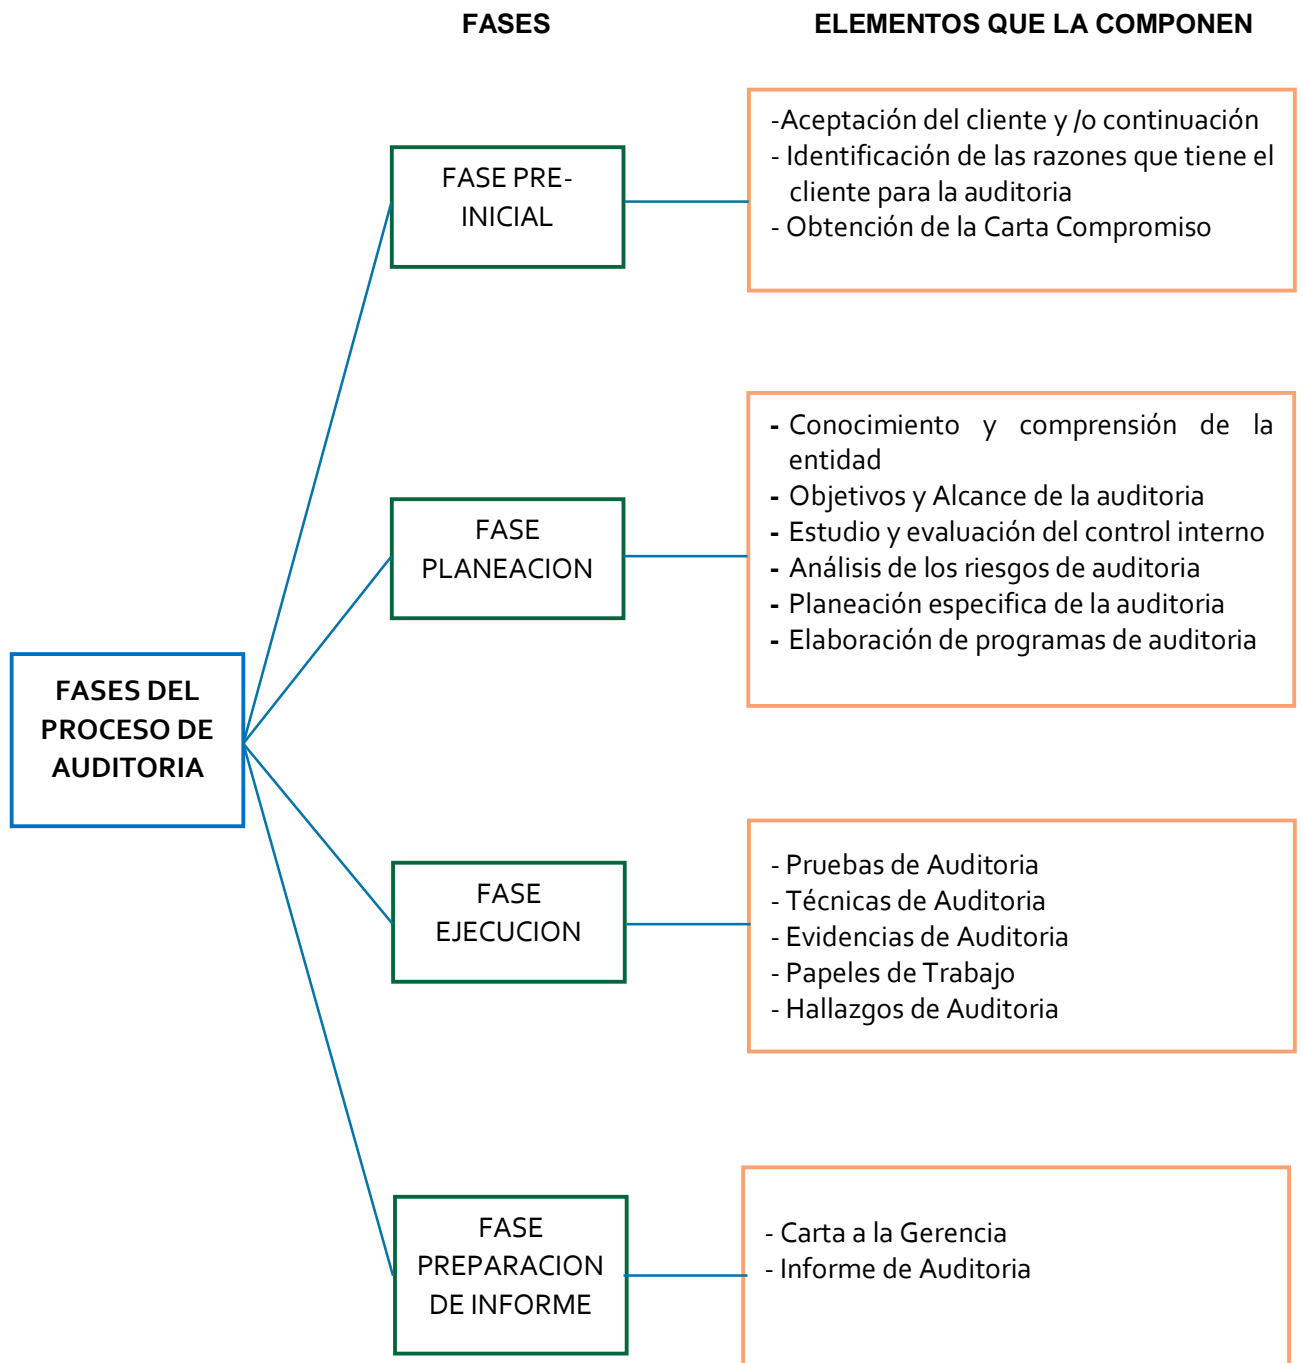 FASES
ELEMENTOS QUE LA COMPONEN
FASES DEL
PROCESO DE
AUDITORIA
FASE PRE-
INICIAL
-Aceptación del cliente y /o continuación
- Identificación de las razones que tiene el
cliente para la auditoria
- Obtención de la Carta Compromiso
FASE
PLANEACION
- Conocimiento y comprensión de la
entidad
- Objetivos y Alcance de la auditoria
- Estudio y evaluación del control interno
- Análisis de los riesgos de auditoria
- Planeación especifica de la auditoria
- Elaboración de programas de auditoria
FASE
EJECUCION
- Pruebas de Auditoria
- Técnicas de Auditoria
- Evidencias de Auditoria
- Papeles de Trabajo
- Hallazgos de Auditoria
FASE
PREPARACION
DE INFORME
- Carta a la Gerencia
- Informe de Auditoria